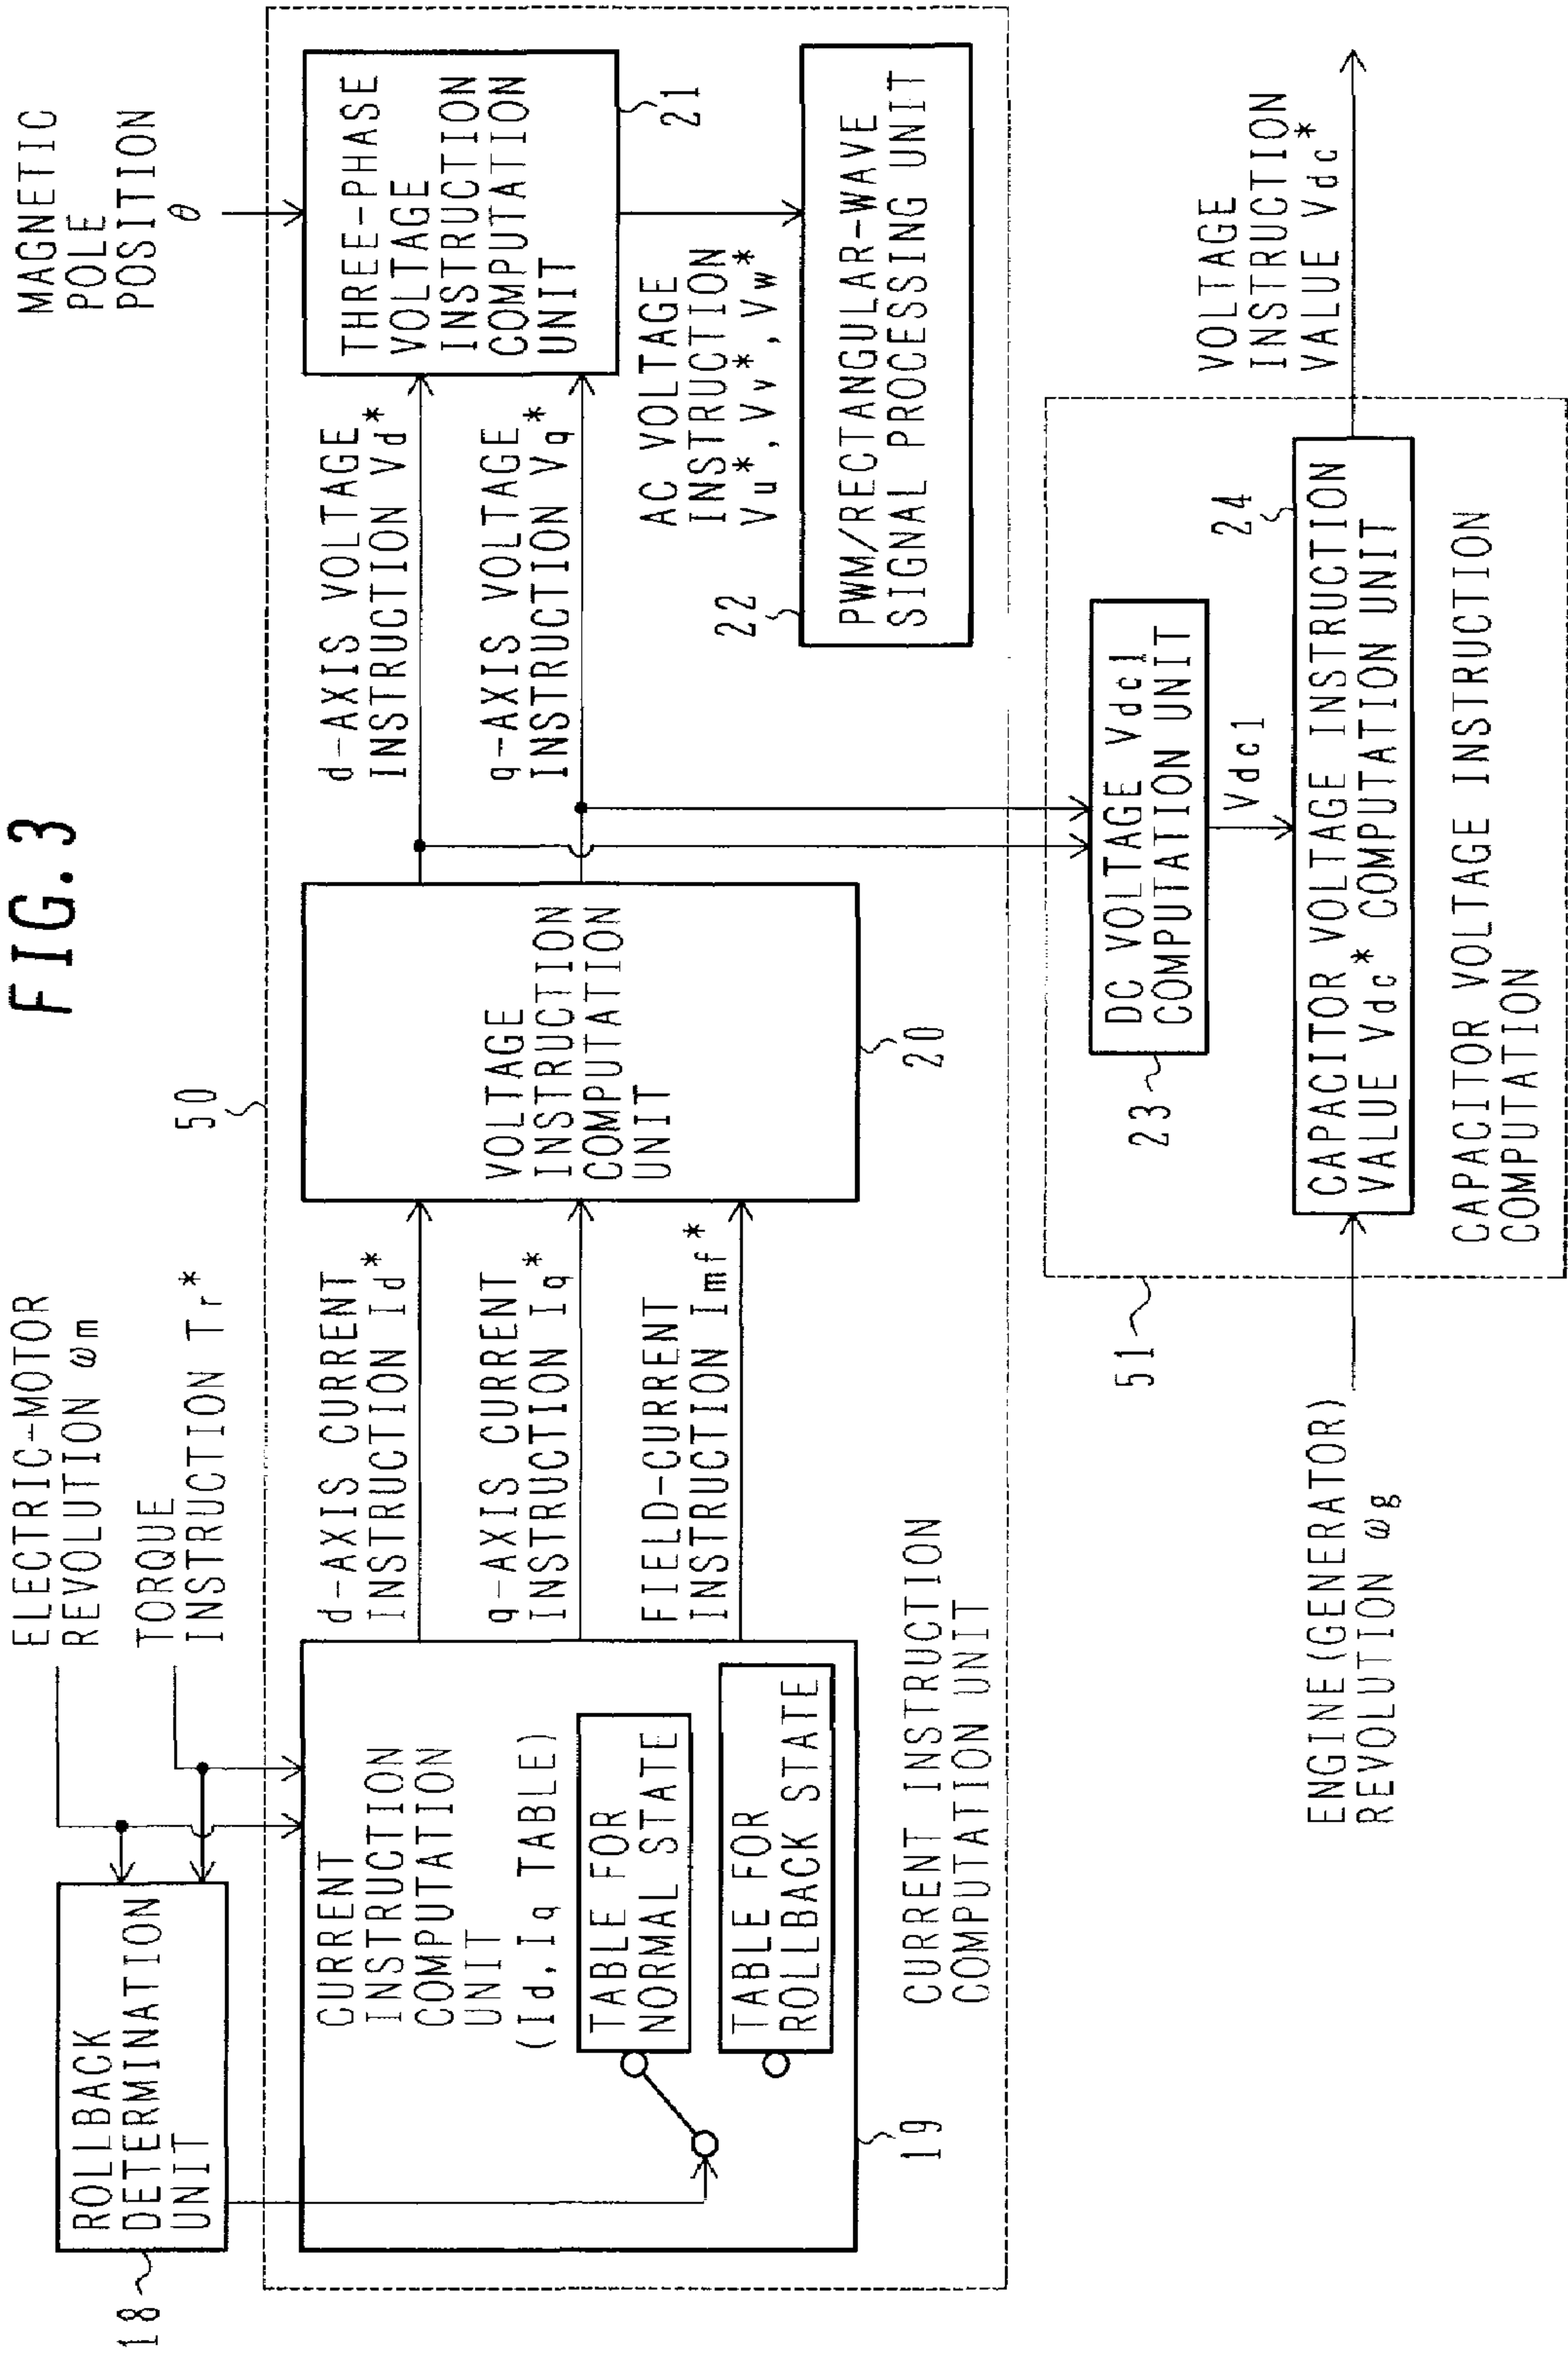 FIG.3
ELECTRIC-MOTOR
REVOLUTION ωm
TORQUE
INSTRUCTION Tr*
MAGNETIC
POLE
POSITION
θ
18
ROLLBACK
DETERMINATION
UNIT
50
CURRENT
INSTRUCTION
COMPUTATION
UNIT
(Id,Iq TABLE)
TABLE FOR
NORMAL STATE
TABLE FOR
ROLLBACK STATE
19
CURRENT INSTRUCTION
COMPUTATION UNIT
d-AXIS CURRENT
INSTRUCTION Id*
q-AXIS CURRENT
INSTRUCTION Iq*
FIELD-CURRENT
INSTRUCTION Imf*
VOLTAGE
INSTRUCTION
COMPUTATION
UNIT
20
d-AXIS VOLTAGE
INSTRUCTION Vd*
q-AXIS VOLTAGE
INSTRUCTION Vq*
THREE-PHASE
VOLTAGE
INSTRUCTION
COMPUTATION
UNIT
21
AC VOLTAGE
INSTRUCTION
Vu*,Vv*,Vw*
22
PWM/RECTANGULAR-WAVE
SIGNAL PROCESSING UNIT
51
23
DC VOLTAGE Vdc1
COMPUTATION UNIT
Vdc1
24
CAPACITOR VOLTAGE INSTRUCTION
VALUE Vdc* COMPUTATION UNIT
CAPACITOR VOLTAGE INSTRUCTION
COMPUTATION
ENGINE(GENERATOR)
REVOLUTION ωg
VOLTAGE
INSTRUCTION
VALUE Vdc*